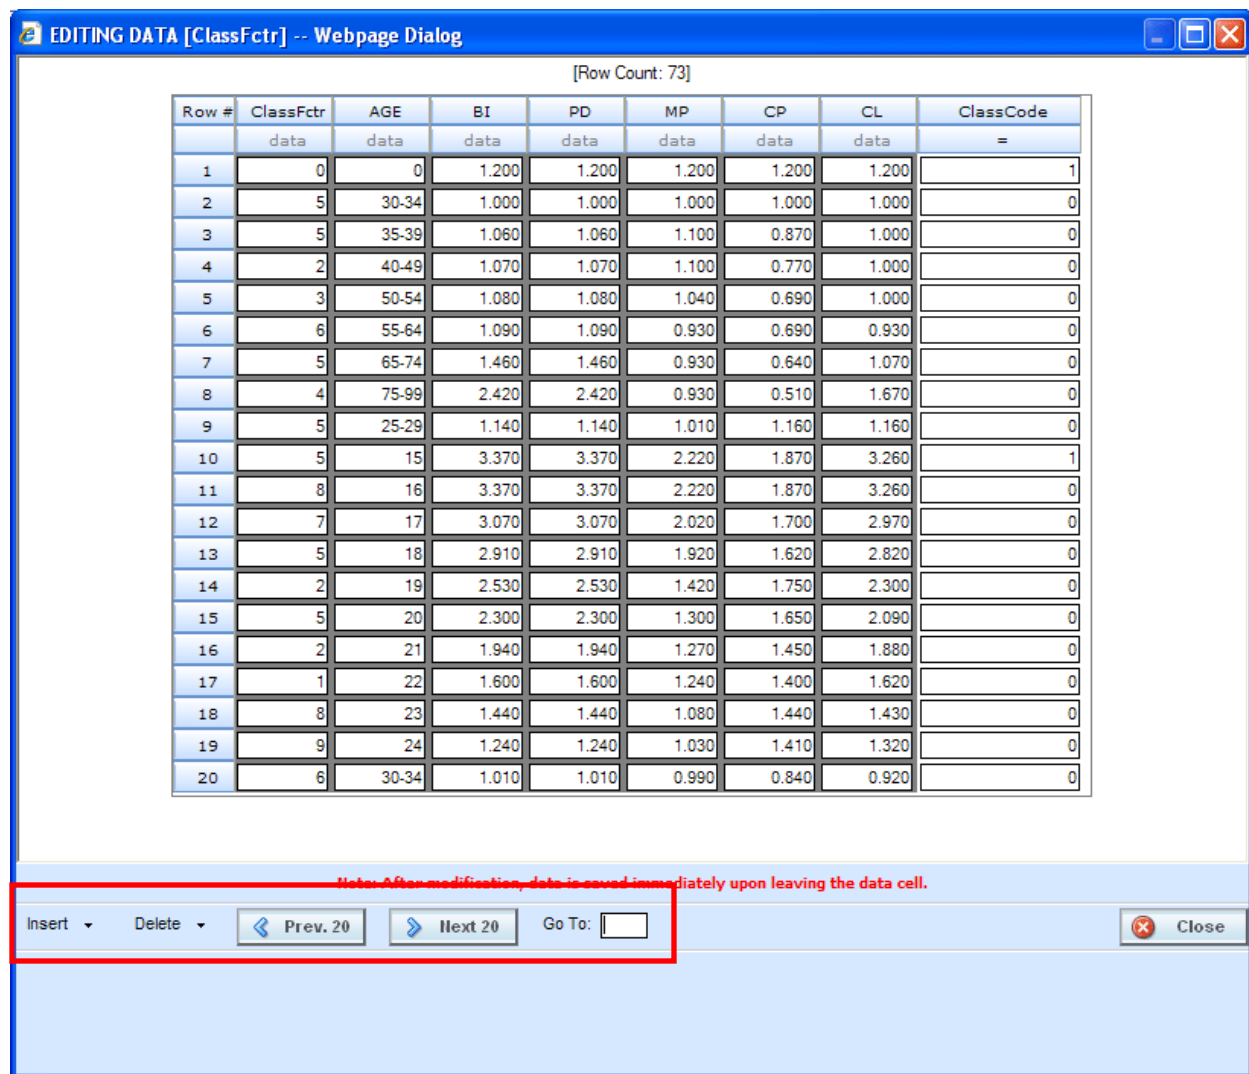 EDITING DATA [ClassFctr] -- Webpage Dialog
[Row Count: 73]
Row # ClassFctr AGE BI PD MP CP CL ClassCode
data data data data data data data =
1 0 0 1.200 1.200 1.200 1.200 1.200 1
2 5 30-34 1.000 1.000 1.000 1.000 1.000 0
3 5 35-39 1.060 1.060 1.100 0.870 1.000 0
4 2 40-49 1.070 1.070 1.100 0.770 1.000 0
5 3 50-54 1.080 1.080 1.040 0.690 1.000 0
6 6 55-64 1.090 1.090 0.930 0.690 0.930 0
7 5 65-74 1.460 1.460 0.930 0.640 1.070 0
8 4 75-99 2.420 2.420 0.930 0.510 1.670 0
9 5 25-29 1.140 1.140 1.010 1.160 1.160 0
10 5 15 3.370 3.370 2.220 1.870 3.260 1
11 8 16 3.370 3.370 2.220 1.870 3.260 0
12 7 17 3.070 3.070 2.020 1.700 2.970 0
13 5 18 2.910 2.910 1.920 1.620 2.820 0
14 2 19 2.530 2.530 1.420 1.750 2.300 0
15 5 20 2.300 2.300 1.300 1.650 2.090 0
16 2 21 1.940 1.940 1.270 1.450 1.880 0
17 1 22 1.600 1.600 1.240 1.400 1.620 0
18 8 23 1.440 1.440 1.080 1.440 1.430 0
19 9 24 1.240 1.240 1.030 1.410 1.320 0
20 6 30-34 1.010 1.010 0.990 0.840 0.920 0
Note: After modification, data is saved immediately upon leaving the data cell.
Insert Delete Prev. 20 Next 20 Go To: Close